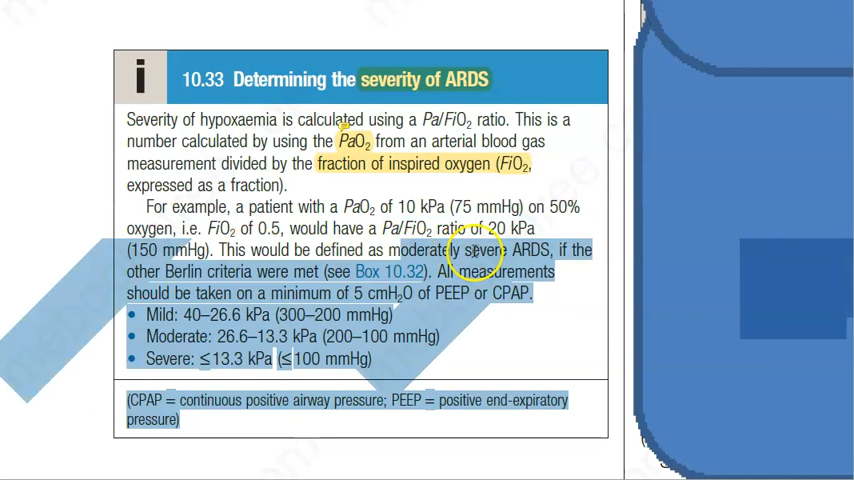 i
10.33 Determining the severity of ARDS
Severity of hypoxaemia is calculated using a Pa/FiO₂ ratio. This is a
number calculated by using the PaO₂ from an arterial blood gas
measurement divided by the fraction of inspired oxygen (FiO₂,
expressed as a fraction).
For example, a patient with a PaO₂ of 10 kPa (75 mmHg) on 50%
oxygen, i.e. FiO₂ of 0.5, would have a Pa/FiO₂ ratio of 20 kPa
(150 mmHg). This would be defined as moderately severe ARDS, if the
other Berlin criteria were met (see Box 10.32). All measurements
should be taken on a minimum of 5 cmH₂O of PEEP or CPAP.
• Mild: 40–26.6 kPa (300–200 mmHg)
• Moderate: 26.6–13.3 kPa (200–100 mmHg)
• Severe: ≤13.3 kPa (≤100 mmHg)
(CPAP = continuous positive airway pressure; PEEP = positive end-expiratory
pressure)